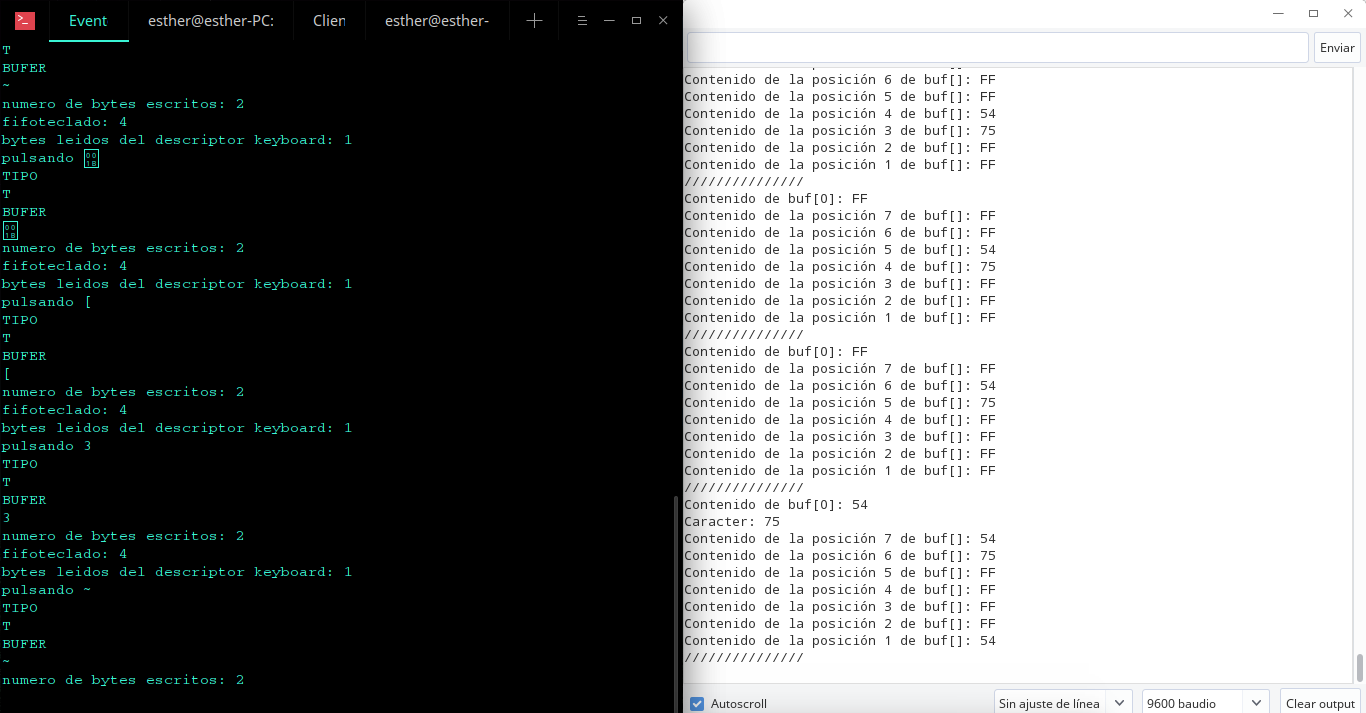 Event
esther@esther-PC:
Clien
esther@esther-
T
BUFER
~
numero de bytes escritos: 2
fifoteclado: 4
bytes leidos del descriptor keyboard: 1
pulsando 001B
TIPO
T
BUFER
001B
numero de bytes escritos: 2
fifoteclado: 4
bytes leidos del descriptor keyboard: 1
pulsando [
TIPO
T
BUFER
[
numero de bytes escritos: 2
fifoteclado: 4
bytes leidos del descriptor keyboard: 1
pulsando 3
TIPO
T
BUFER
3
numero de bytes escritos: 2
fifoteclado: 4
bytes leidos del descriptor keyboard: 1
pulsando ~
TIPO
T
BUFER
~
numero de bytes escritos: 2
Enviar
Contenido de la posición 6 de buf[]: FF
Contenido de la posición 5 de buf[]: FF
Contenido de la posición 4 de buf[]: 54
Contenido de la posición 3 de buf[]: 75
Contenido de la posición 2 de buf[]: FF
Contenido de la posición 1 de buf[]: FF
///////////////
Contenido de buf[0]: FF
Contenido de la posición 7 de buf[]: FF
Contenido de la posición 6 de buf[]: FF
Contenido de la posición 5 de buf[]: 54
Contenido de la posición 4 de buf[]: 75
Contenido de la posición 3 de buf[]: FF
Contenido de la posición 2 de buf[]: FF
Contenido de la posición 1 de buf[]: FF
///////////////
Contenido de buf[0]: FF
Contenido de la posición 7 de buf[]: FF
Contenido de la posición 6 de buf[]: 54
Contenido de la posición 5 de buf[]: 75
Contenido de la posición 4 de buf[]: FF
Contenido de la posición 3 de buf[]: FF
Contenido de la posición 2 de buf[]: FF
Contenido de la posición 1 de buf[]: FF
///////////////
Contenido de buf[0]: 54
Caracter: 75
Contenido de la posición 7 de buf[]: 54
Contenido de la posición 6 de buf[]: 75
Contenido de la posición 5 de buf[]: FF
Contenido de la posición 4 de buf[]: FF
Contenido de la posición 3 de buf[]: FF
Contenido de la posición 2 de buf[]: FF
Contenido de la posición 1 de buf[]: 54
///////////////
Autoscroll
Sin ajuste de línea
9600 baudio
Clear output